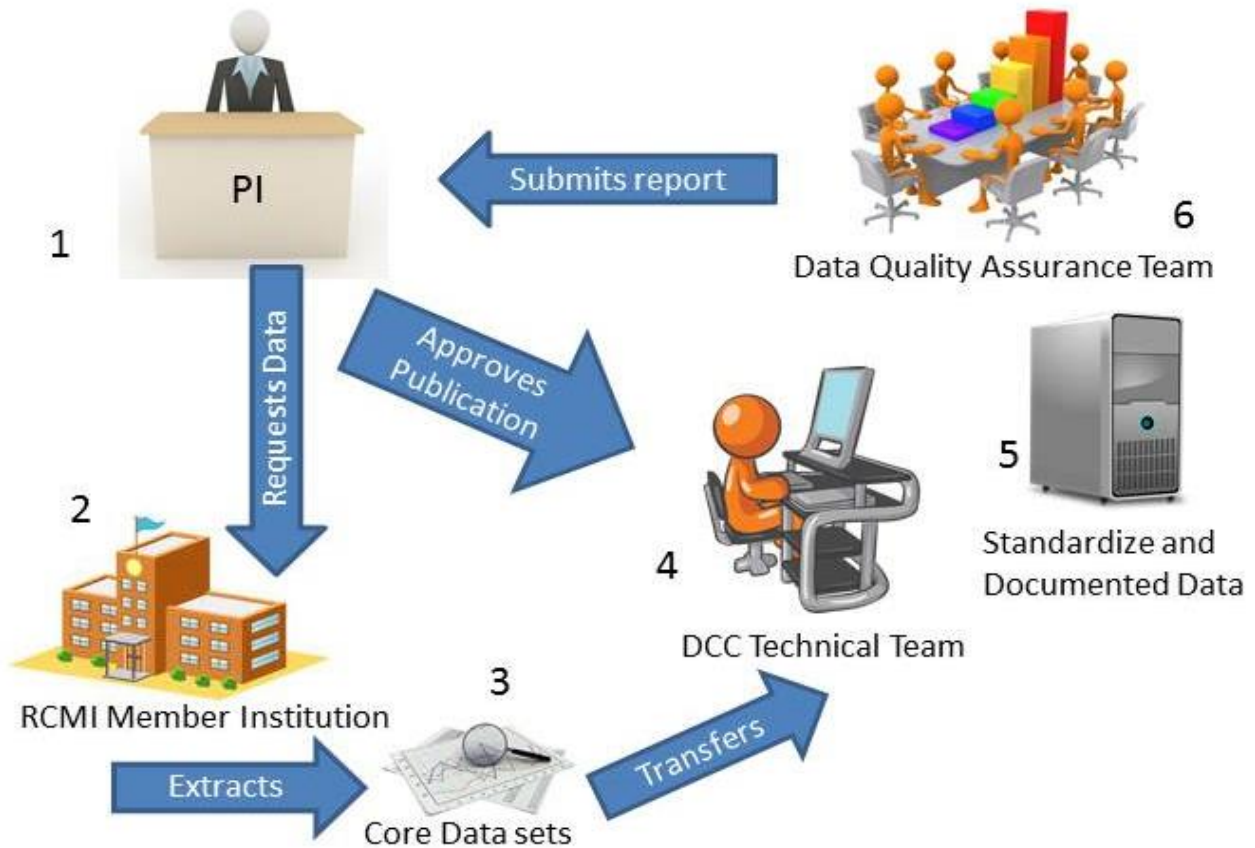 PI
1
Submits report
6
Data Quality Assurance Team
Requests Data
Approves
Publication
5
Standardize and
Documented Data
2
4
DCC Technical Team
RCMI Member Institution
3
Extracts
Core Data sets
Transfers